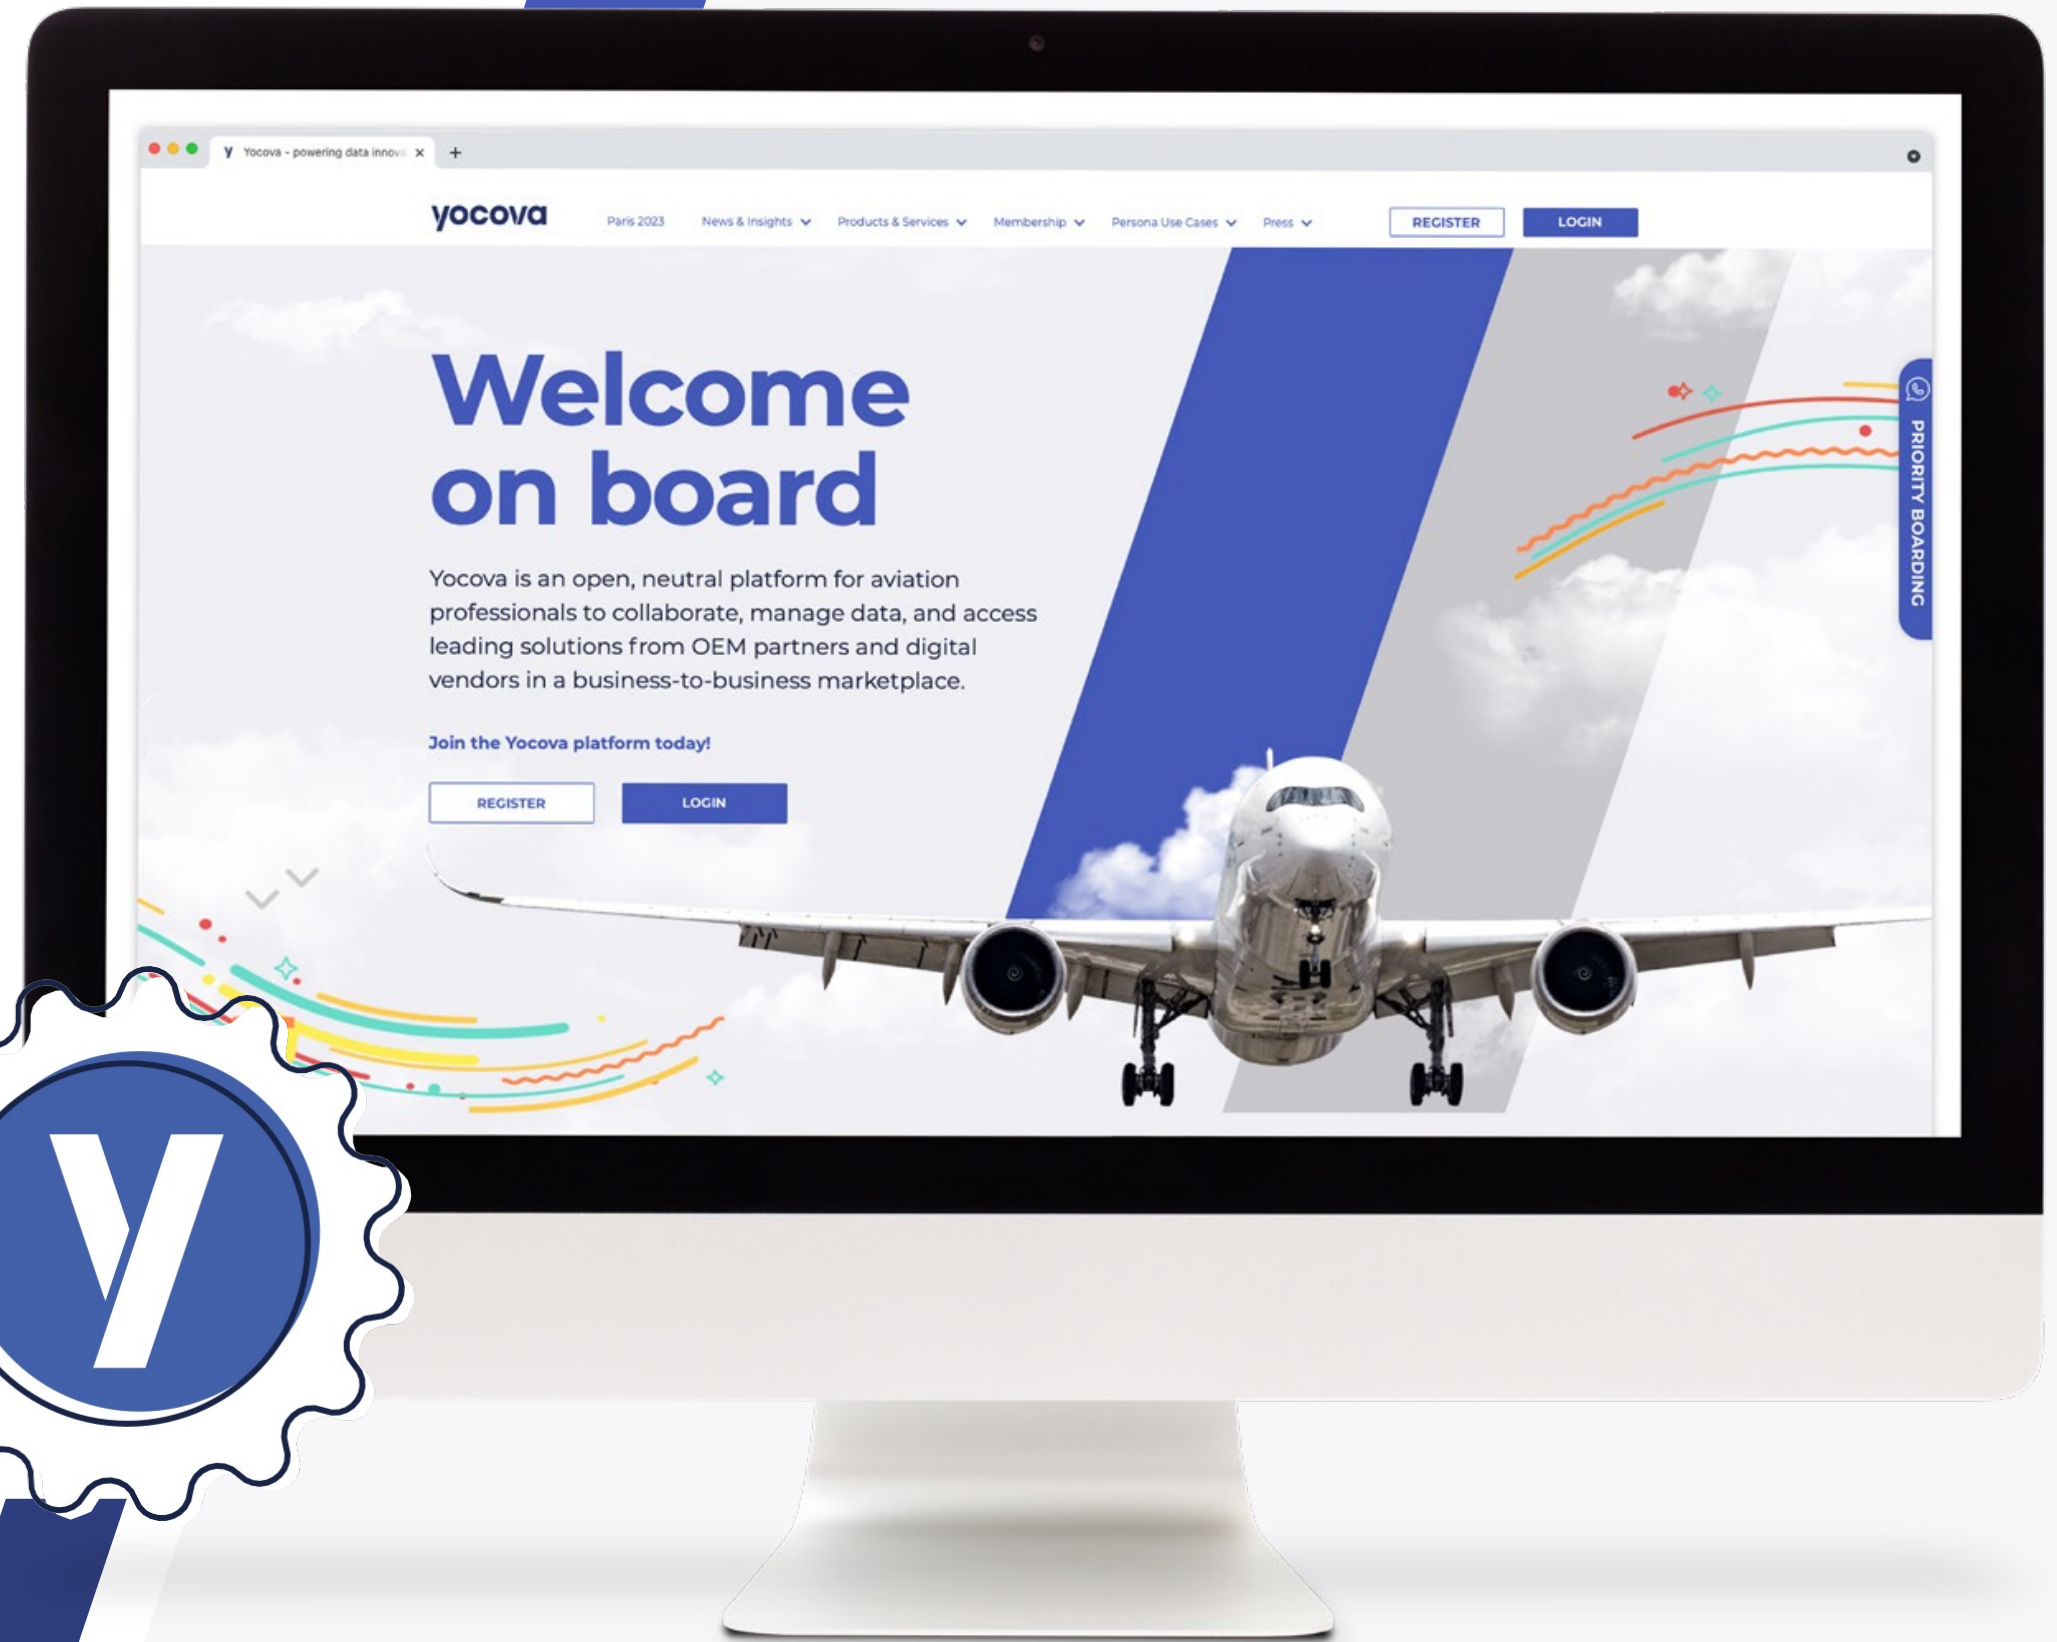 Yocova - powering data innov
yocova
Paris 2023
News & Insights
Products & Services
Membership
Persona Use Cases
Press
REGISTER
LOGIN
Welcome
on board
Yocova is an open, neutral platform for aviation
professionals to collaborate, manage data, and access
leading solutions from OEM partners and digital
vendors in a business-to-business marketplace.
Join the Yocova platform today!
REGISTER
LOGIN
PRIORITY BOARDING
y